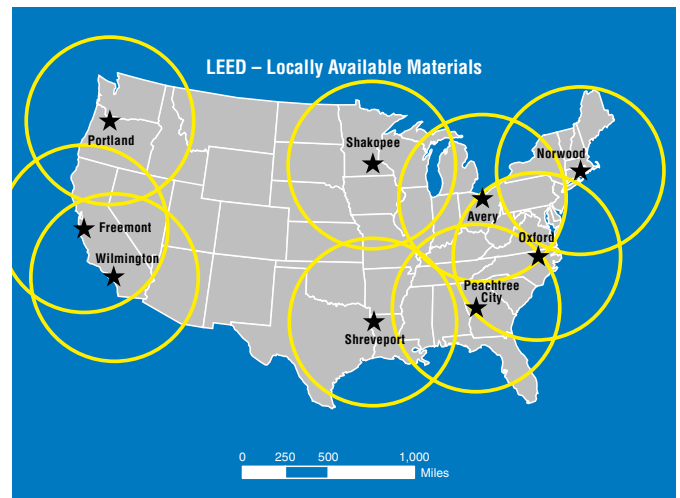 LEED – Locally Available Materials
Portland
Shakopee
Norwood
Avery
Freemont
Oxford
Wilmington
Peachtree
City
Shreveport
0 250 500 1,000
Miles